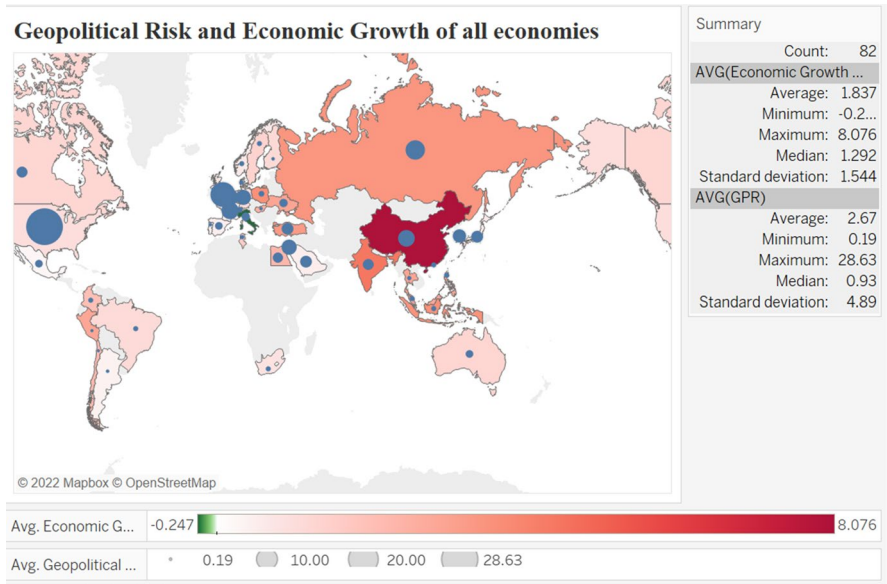 Geopolitical Risk and Economic Growth of all economies
© 2022 Mapbox © OpenStreetMap
Summary
Count: 82
AVG(Economic Growth ...
Average: 1.837
Minimum: -0.2...
Maximum: 8.076
Median: 1.292
Standard deviation: 1.544
AVG(GPR)
Average: 2.67
Minimum: 0.19
Maximum: 28.63
Median: 0.93
Standard deviation: 4.89
Avg. Economic G... -0.247 8.076
Avg. Geopolitical ... 0.19 10.00 20.00 28.63